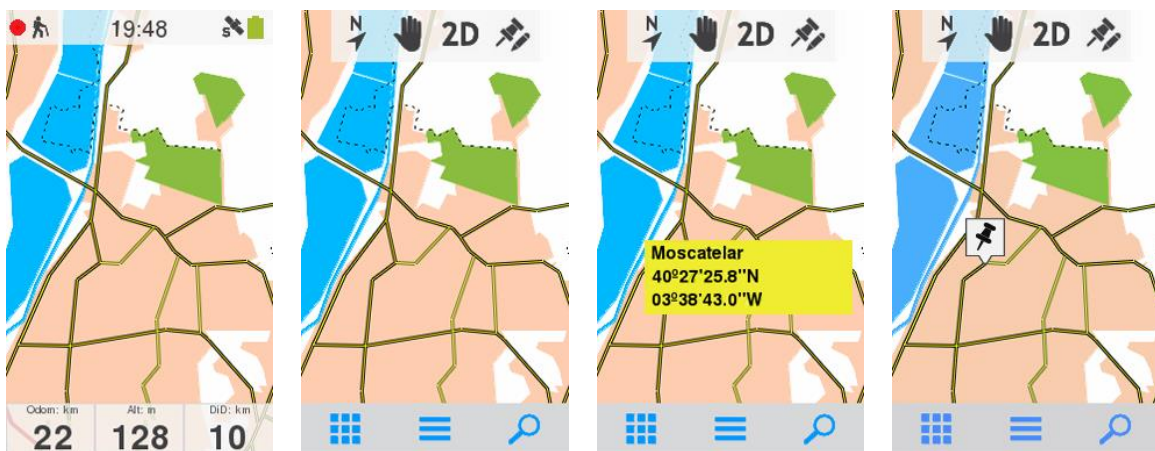 19:48
S
Odom: km
Alt: m
DiD: km
22
128
10
N
2D
N
2D
Moscatelar
40º27'25.8"N
03º38'43.0"W
N
2D